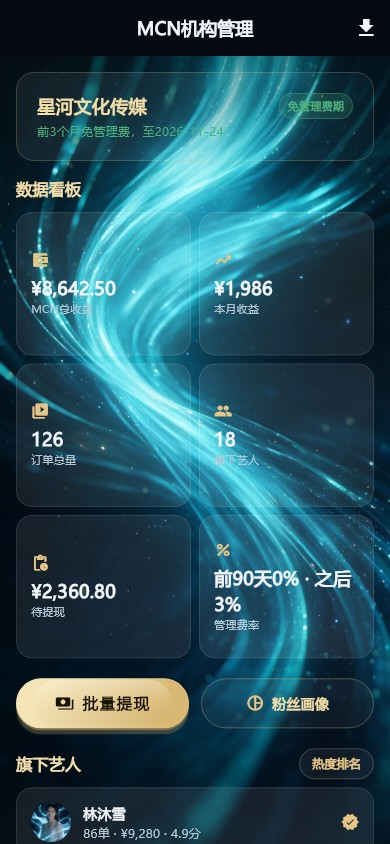 MCN机构管理
星河文化传媒
免管理费期
前3个月免管理费，至2026-11-24
数据看板
¥8,642.50
MCN总收益
¥1,986
本月收益
126
订单总量
18
旗下艺人
¥2,360.80
待提现
前90天0% · 之后
3%
管理费率
批量提现
粉丝画像
旗下艺人
热度排名
林沐雪
86单 · ¥9,280 · 4.9分